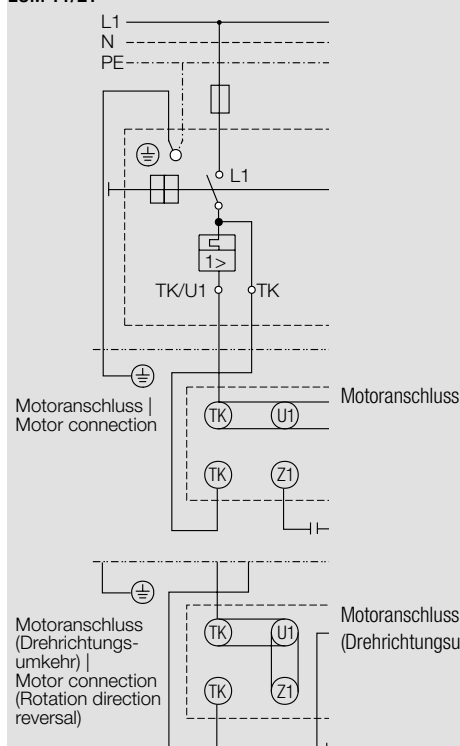 L1
N
PE
L1
1>
TK/U1
TK
Motoranschluss |
Motor connection
Motoranschluss
TK
U1
TK
Z1
Motoranschluss
(Drehrichtungs-
umkehr) |
Motor connection
(Rotation direction
reversal)
Motoranschluss
(Drehrichtungsu
TK
U1
TK
Z1